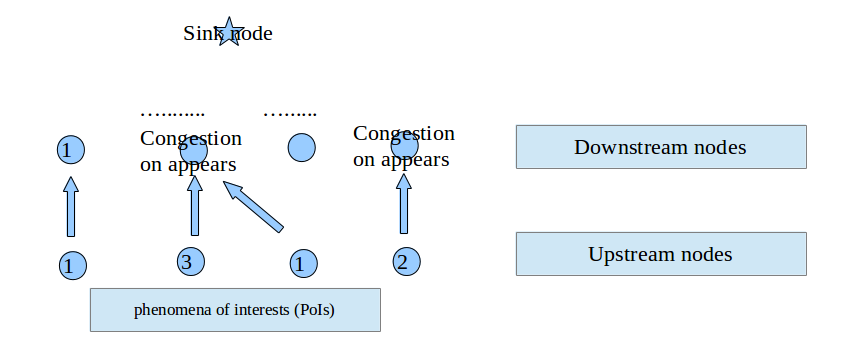 Sink node
…........ …......
Congestion
on appears
Congestion
on appears
1
Downstream nodes
1
3
1
2
Upstream nodes
phenomena of interests (PoIs)